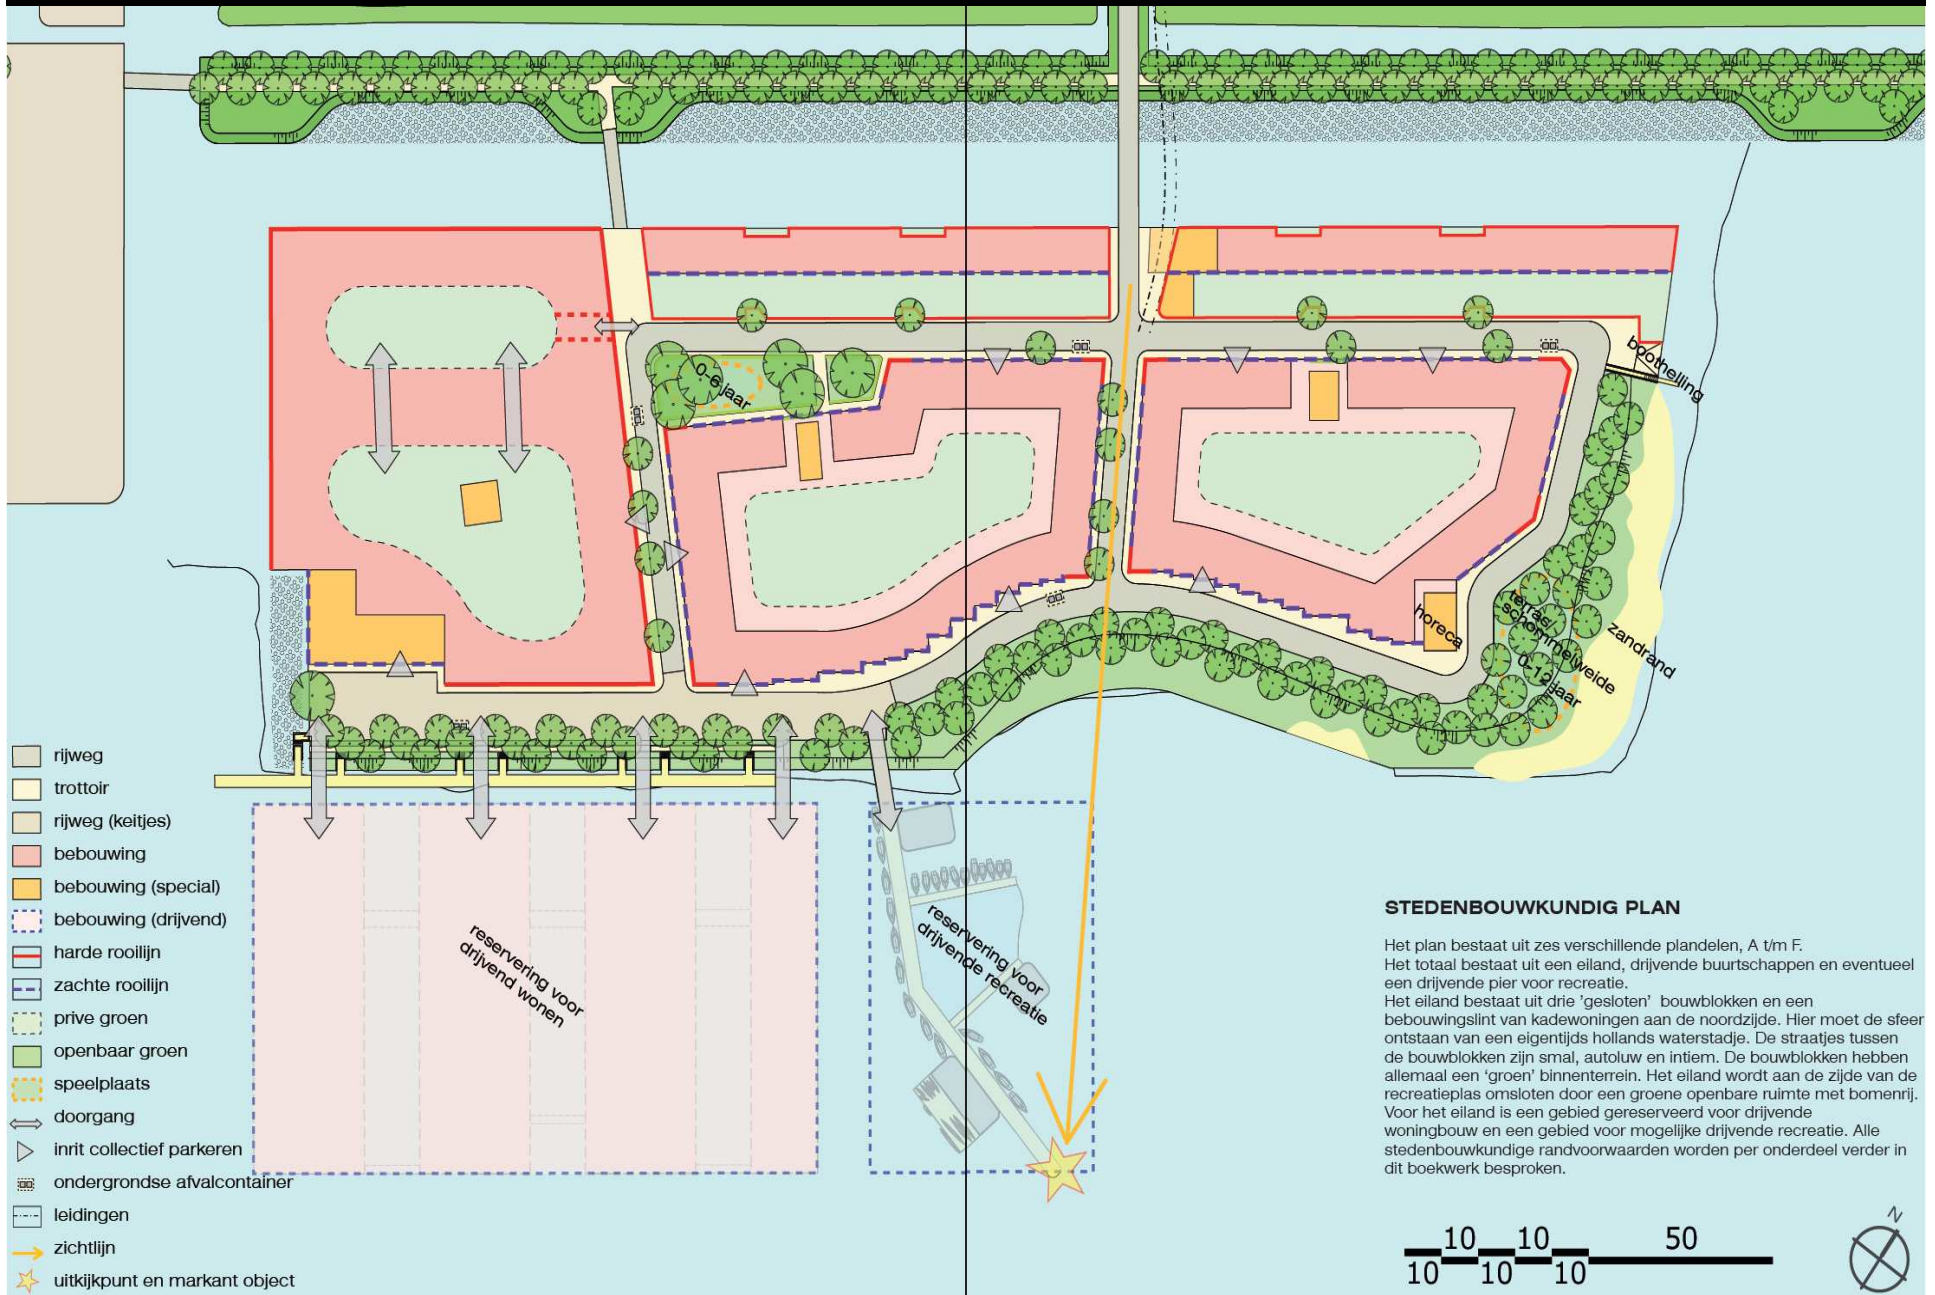 0-6 jaar
boothelling
horeca
terras
schommelweide
0-12 jaar
zandrand
rijweg
trottoir
rijweg (keitjes)
bebouwing
bebouwing (special)
bebouwing (drijvend)
harde rooilijn
zachte rooilijn
prive groen
openbaar groen
speelplaats
doorgang
inrit collectief parkeren
ondergrondse afvalcontainer
leidingen
zichtlijn
uitkijkpunt en markant object
reservering voor
drijvend wonen
reservering voor
drijvende recreatie
STEDENBOUWKUNDIG PLAN
Het plan bestaat uit zes verschillende plandelen, A t/m F.
Het totaal bestaat uit een eiland, drijvende buurtschappen en eventueel
een drijvende pier voor recreatie.
Het eiland bestaat uit drie 'gesloten' bouwblokken en een
bebouwingslint van kadewoningen aan de noordzijde. Hier moet de sfeer
ontstaan van een eigentijds hollands waterstadje. De straatjes tussen
de bouwblokken zijn smal, autoluw en intiem. De bouwblokken hebben
allemaal een 'groen' binnenterrein. Het eiland wordt aan de zijde van de
recreatieplas omsloten door een groene openbare ruimte met bomenrij.
Voor het eiland is een gebied gereserveerd voor drijvende
woningbouw en een gebied voor mogelijke drijvende recreatie. Alle
stedenbouwkundige randvoorwaarden worden per onderdeel verder in
dit boekwerk besproken.
10 10 50
10 10 10
N